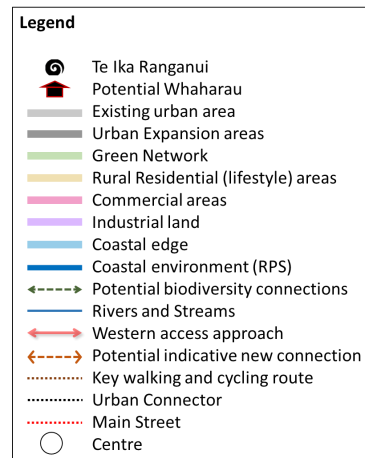 Legend
Te Ika Ranganui
Potential Whaharau
Existing urban area
Urban Expansion areas
Green Network
Rural Residential (lifestyle) areas
Commercial areas
Industrial land
Coastal edge
Coastal environment (RPS)
Potential biodiversity connections
Rivers and Streams
Western access approach
Potential indicative new connection
Key walking and cycling route
Urban Connector
Main Street
Centre